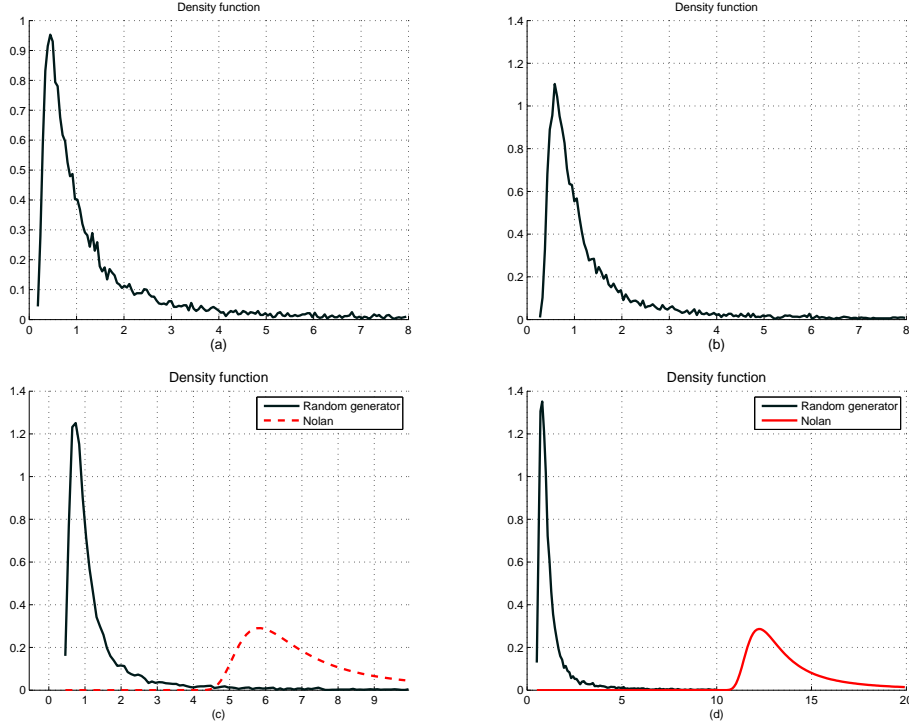 Density function
1
0.9
0.8
0.7
0.6
0.5
0.4
0.3
0.2
0.1
0
0 1 2 3 4 5 6 7 8
(a)
Density function
1.4
1.2
1
0.8
0.6
0.4
0.2
0
0 1 2 3 4 5 6 7 8
(b)
Density function
1.4
1.2
1
0.8
0.6
0.4
0.2
0
Random generator
Nolan
0 1 2 3 4 5 6 7 8 9
(c)
Density function
1.4
1.2
1
0.8
0.6
0.4
0.2
0
Random generator
Nolan
0 5 10 15 20
(d)